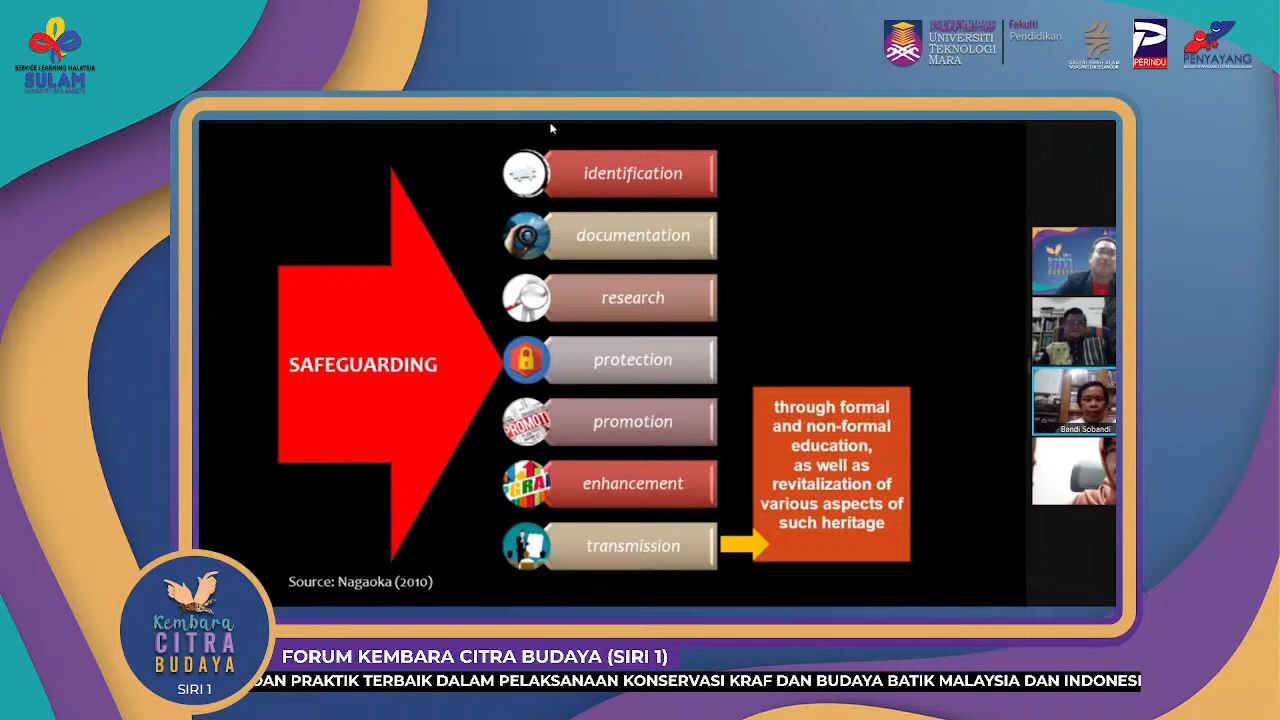 SERVICE LEARNING MALAYSIA
SULAM
UNIVERSITI
TEKNOLOGI
MARA
Fakulti
Pendidikan
PERINDU
PENYAYANG
identification
documentation
research
protection
promotion
enhancement
transmission
SAFEGUARDING
through formal
and non-formal
education,
as well as
revitalization of
various aspects of
such heritage
Source: Nagaoka (2010)
Bandi Sobandi
Kembara
CITRA
BUDAYA
SIRI 1
FORUM KEMBARA CITRA BUDAYA (SIRI 1)
DAN PRAKTIK TERBAIK DALAM PELAKSANAAN KONSERVASI KRAF DAN BUDAYA BATIK MALAYSIA DAN INDONESI